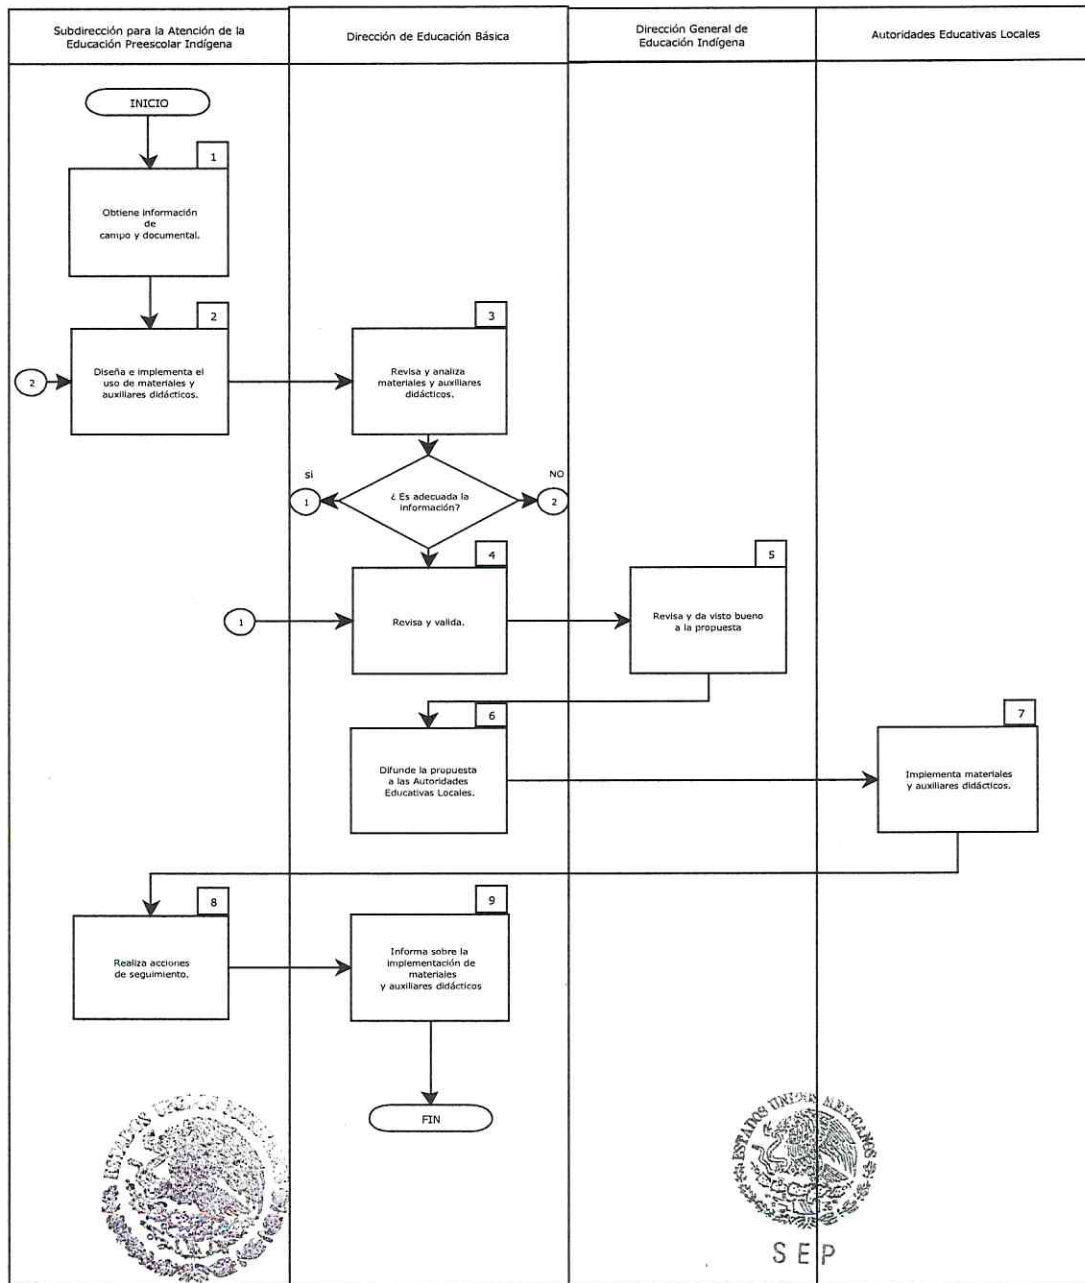 Subdirección para la Atención de la
Educación Preescolar Indígena
Dirección de Educación Básica
Dirección General de
Educación Indígena
Autoridades Educativas Locales
INICIO
1
Obtiene información
de
campo y documental.
2
2
Diseña e implementa el
uso de materiales y
auxiliares didácticos.
3
Revisa y analiza
materiales y auxiliares
didácticos.
SI
NO
1
¿ Es adecuada la
información?
2
4
1
Revisa y valida.
5
Revisa y da visto bueno
a la propuesta
6
Difunde la propuesta
a las Autoridades
Educativas Locales.
7
Implementa materiales
y auxiliares didácticos.
8
Realiza acciones
de seguimiento.
9
Informa sobre la
implementación de
materiales
y auxiliares didácticos
FIN
ESTADOS UNIDOS MEXICANOS
ESTADOS UNIDOS MEXICANOS
SEP